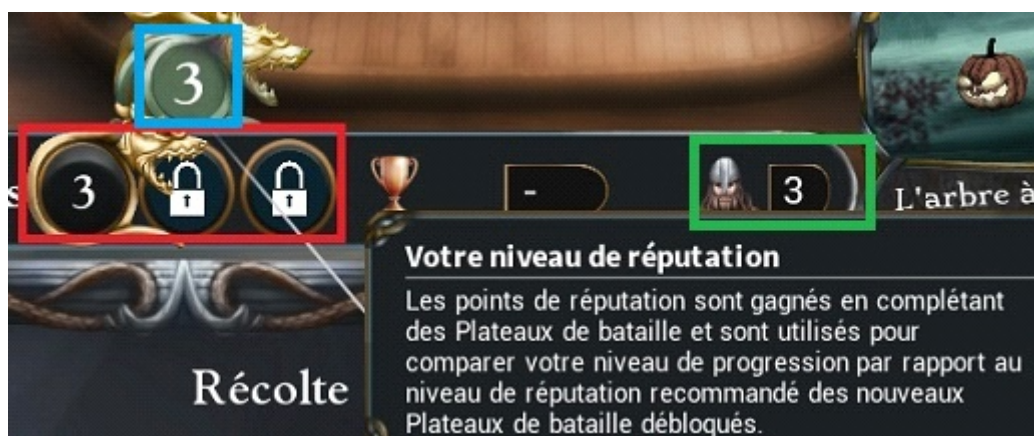 3
3
-
3
L'arbre à
Votre niveau de réputation
Les points de réputation sont gagnés en complétant
des Plateaux de bataille et sont utilisés pour
comparer votre niveau de progression par rapport au
niveau de réputation recommandé des nouveaux
Plateaux de bataille débloqués.
Récolte